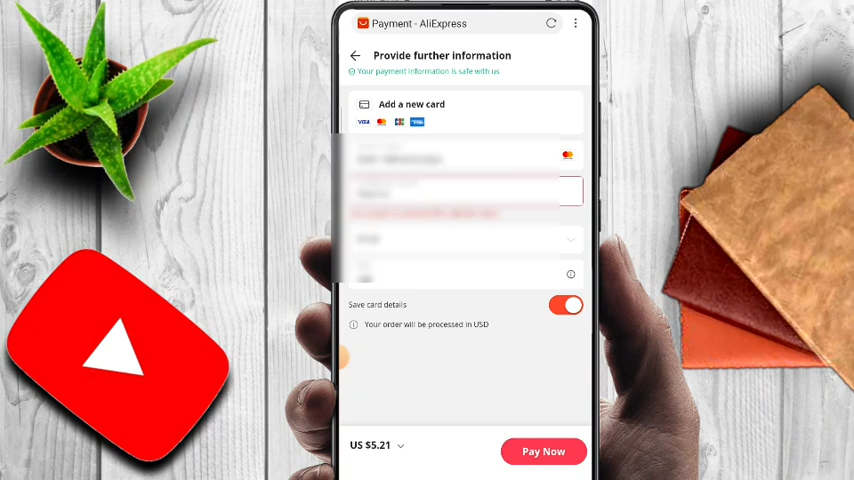 Payment - AliExpress
Provide further information
Your payment information is safe with us
Add a new card
VISA
Save card details
Your order will be processed in USD
US $5.21
Pay Now